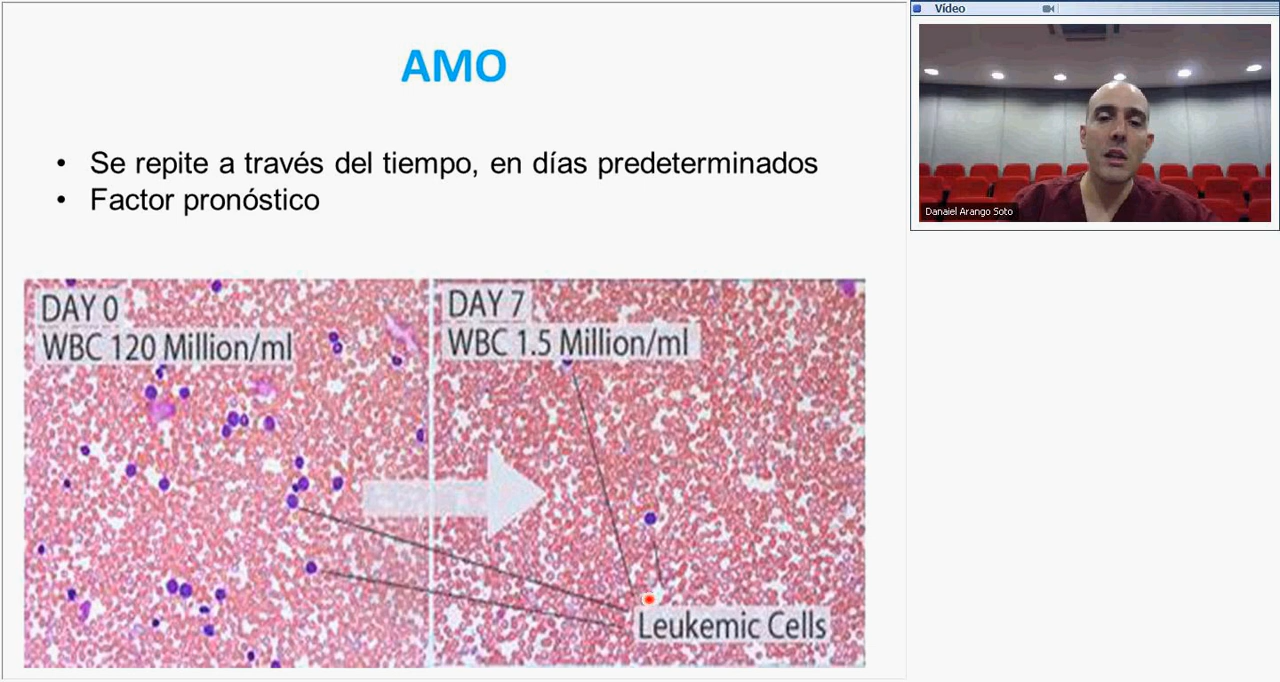 AMO
• Se repite a través del tiempo, en días predeterminados
• Factor pronóstico
DAY 0
WBC 120 Million/ml
DAY 7
WBC 1.5 Million/ml
Leukemic Cells
Vídeo
Danaiel Arango Soto